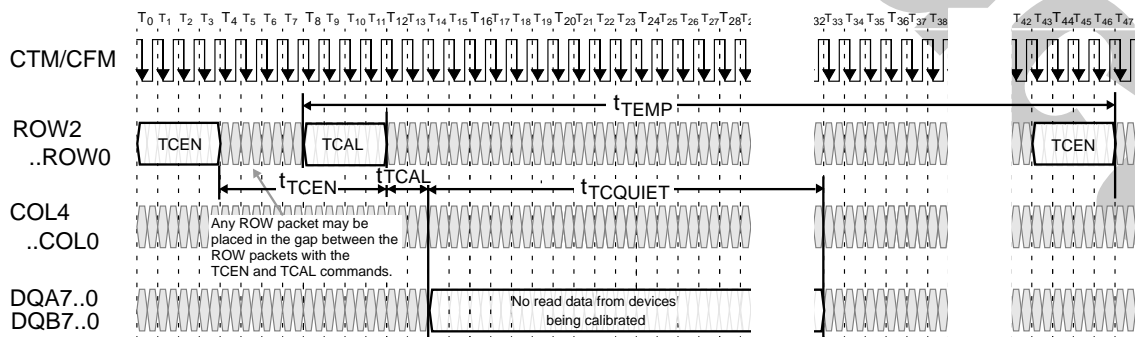 T0 T1 T2 T3 T4 T5 T6 T7 T8 T9 T10 T11 T12 T13 T14 T15 T16 T17 T18 T19 T20 T21 T22 T23 T24 T25 T26 T27 T28 T2 32 T33 T34 T35 T36 T37 T38 T42 T43 T44 T45 T46 T47
CTM/CFM
tTEMP
ROW2
..ROW0
TCEN TCAL TCEN
tTCEN tTCAL tTCQUIET
COL4
..COL0
Any ROW packet may be
placed in the gap between the
ROW packets with the
TCEN and TCAL commands.
DQA7..0
DQB7..0
No read data from devices
being calibrated